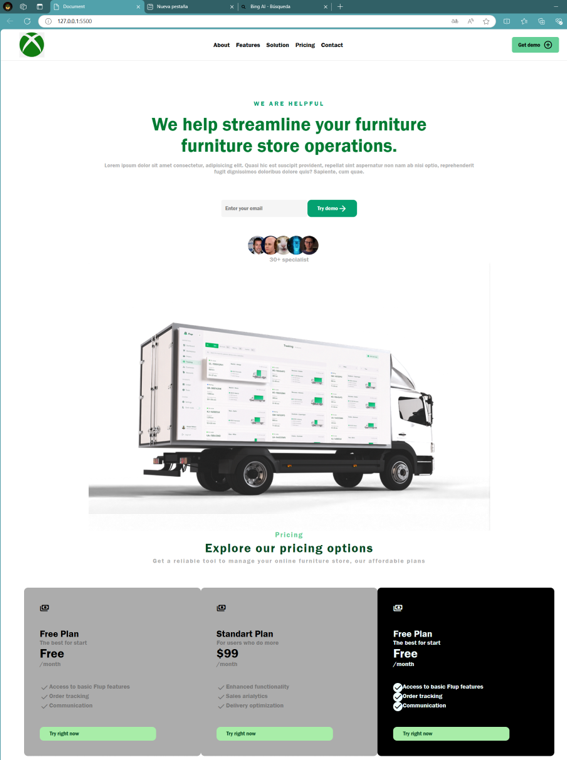 Document
Nueva pestaña
Bing AI - Búsqueda
127.0.0.1:5500
About Features Solution Pricing Contact
Get demo
WE ARE HELPFUL
We help streamline your furniture
furniture store operations.
Lorem ipsum dolor sit amet consectetur, adipisicing elit. Quasi hic est suscipit provident, repellat sint aspernatur non nam ab nisi optio, reprehenderit
fugit dignissimos doloribus dolore quis? Sapiente, cum quae.
Enter your email
Try demo
50+ specialist
Tracking
Pricing
Explore our pricing options
Get a reliable tool to manage your online forniture store, our affordable plans
Free Plan
The best for start
Free
/month
Access to basic Flup features
Order tracking
Communication
Try right now
Standart Plan
For users who do more
$99
/month
Enhanced functionality
Sales analytics
Delivery optimization
Try right now
Free Plan
The best for start
Free
/month
Access to basic Flup features
Order tracking
Communication
Try right now